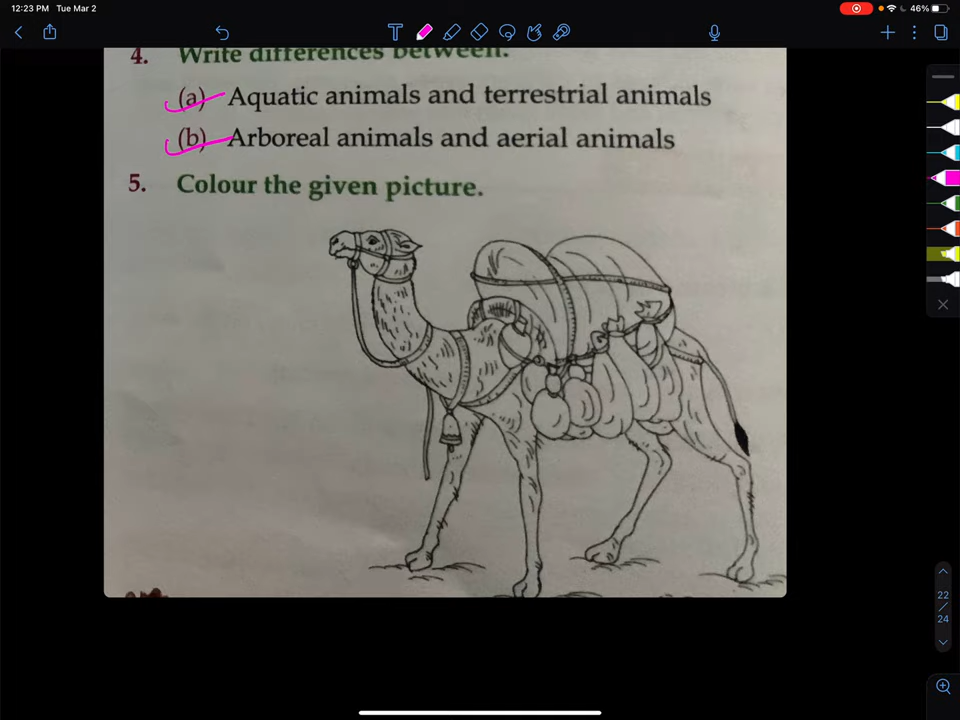 12:23 PM Tue Mar 2
46%
4. Write differences between:
(a) Aquatic animals and terrestrial animals
(b) Arboreal animals and aerial animals
5. Colour the given picture.
22
/
24